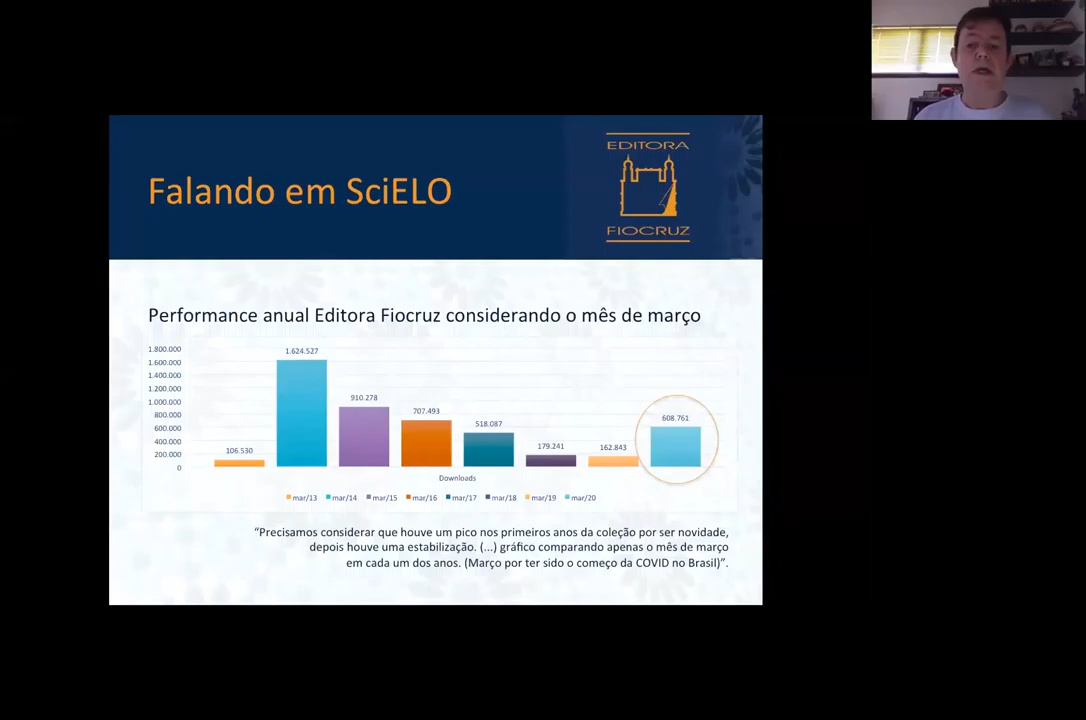 Falando em SciELO
EDITORA
FIOCRUZ
Performance anual Editora Fiocruz considerando o mês de março
1.800.000
1.600.000
1.400.000
1.200.000
1.000.000
800.000
600.000
400.000
200.000
0
106.530
1.624.527
910.278
707.493
518.087
179.241
162.843
608.761
Downloads
mar/13 mar/14 mar/15 mar/16 mar/17 mar/18 mar/19 mar/20
“Precisamos considerar que houve um pico nos primeiros anos da coleção por ser novidade,
depois houve uma estabilização. (...) gráfico comparando apenas o mês de março
em cada um dos anos. (Março por ter sido o começo da COVID no Brasil)”.